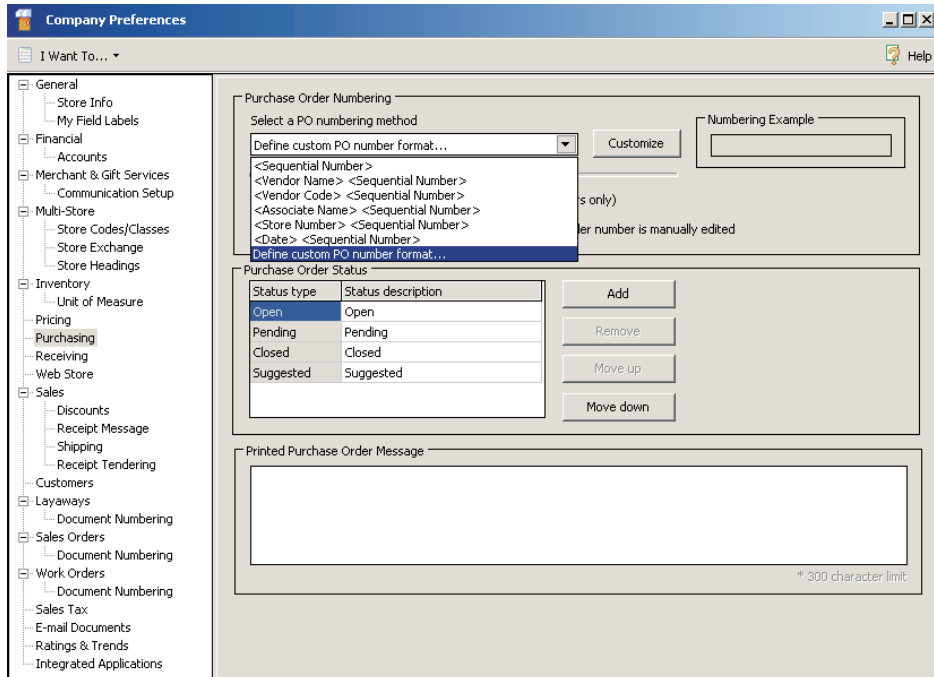 Company Preferences
I Want To...
Help
General
Store Info
My Field Labels
Financial
Accounts
Merchant & Gift Services
Communication Setup
Multi-Store
Store Codes/Classes
Store Exchange
Store Headings
Inventory
Unit of Measure
Pricing
Purchasing
Receiving
Web Store
Sales
Discounts
Receipt Message
Shipping
Receipt Tendering
Customers
Layaways
Document Numbering
Sales Orders
Document Numbering
Work Orders
Document Numbering
Sales Tax
E-mail Documents
Ratings & Trends
Integrated Applications
Purchase Order Numbering
Select a PO numbering method
Define custom PO number format...
Customize
Numbering Example
<Sequential Number>
<Vendor Name> <Sequential Number>
<Vendor Code> <Sequential Number>
<Associate Name> <Sequential Number>
<Store Number> <Sequential Number>
<Date> <Sequential Number>
Define custom PO number format...
only)
number is manually edited
Purchase Order Status
Status type Status description
Open Open
Pending Pending
Closed Closed
Suggested Suggested
Add
Remove
Move up
Move down
Printed Purchase Order Message
* 300 character limit